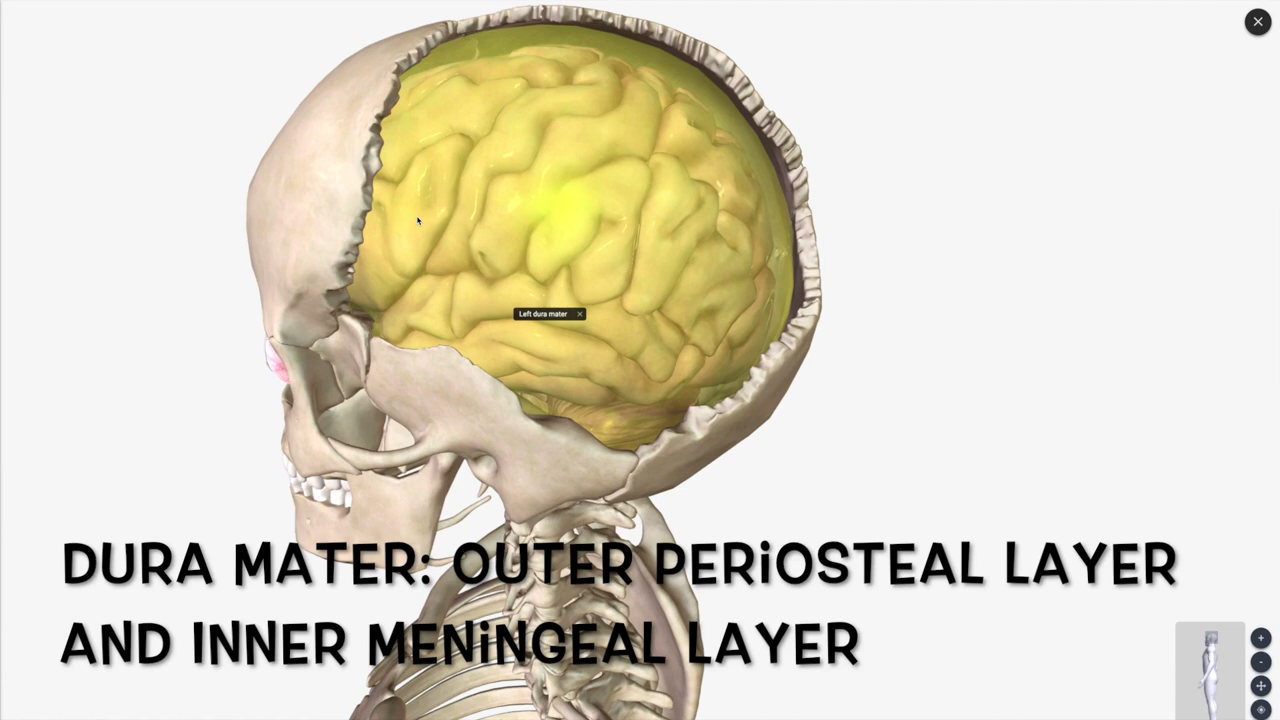 Left dura mater
DURA MATER: OUTER PERiOSTEAL LAYER
AND INNER MENiNGEAL LAYER